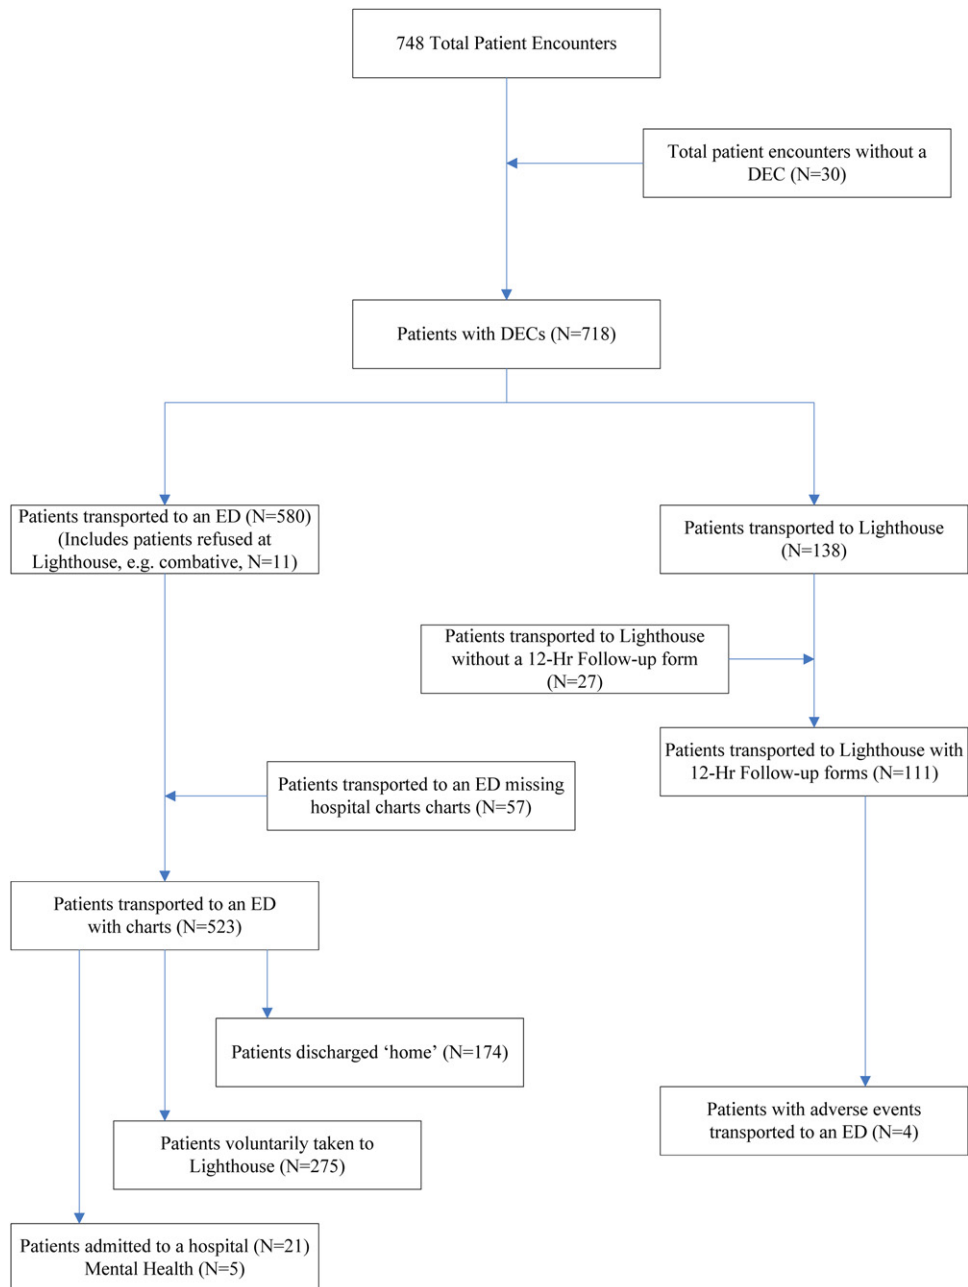 748 Total Patient Encounters
Total patient encounters without a
DEC (N=30)
Patients with DECs (N=718)
Patients transported to an ED (N=580)
(Includes patients refused at
Lighthouse, e.g. combative, N=11)
Patients transported to Lighthouse
(N=138)
Patients transported to Lighthouse
without a 12-Hr Follow-up form
(N=27)
Patients transported to Lighthouse with
12-Hr Follow-up forms (N=111)
Patients transported to an ED missing
hospital charts charts (N=57)
Patients transported to an ED
with charts (N=523)
Patients discharged ‘home’ (N=174)
Patients with adverse events
transported to an ED (N=4)
Patients voluntarily taken to
Lighthouse (N=275)
Patients admitted to a hospital (N=21)
Mental Health (N=5)